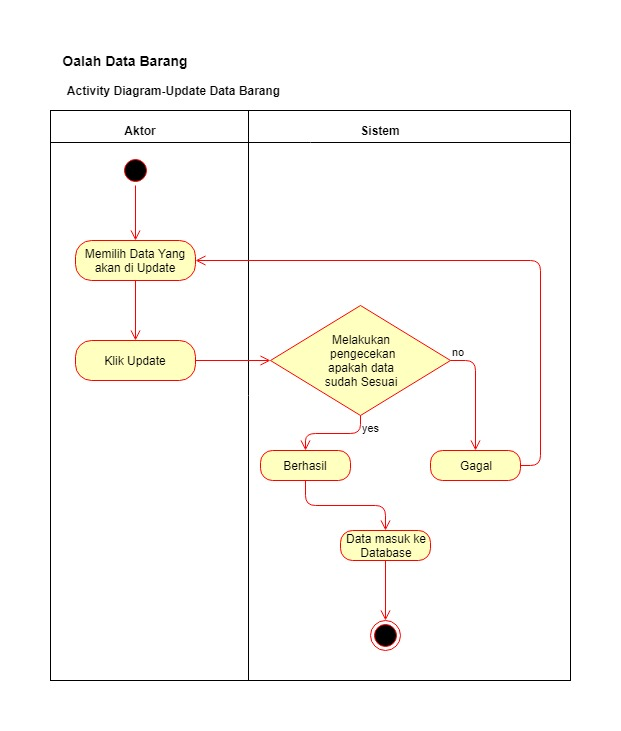 Oalah Data Barang
Activity Diagram-Update Data Barang
Aktor
Sistem
Memilih Data Yang
akan di Update
Klik Update
Melakukan
pengecekan
apakah data
sudah Sesuai
no
yes
Berhasil
Gagal
Data masuk ke
Database